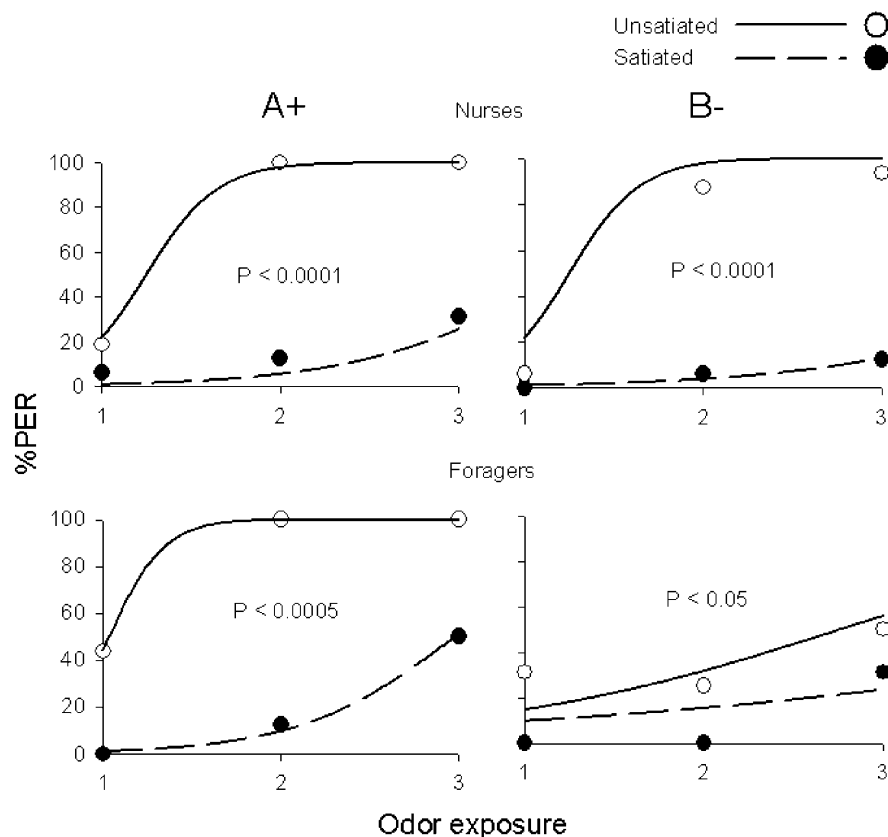 Unsatiated
Satiated
A+
Nurses
B-
100
80
60
40
20
0
P < 0.0001
P < 0.0001
1
2
3
1
2
3
%PER
Foragers
100
80
60
40
20
0
P < 0.0005
P < 0.05
1
2
3
1
2
3
Odor exposure